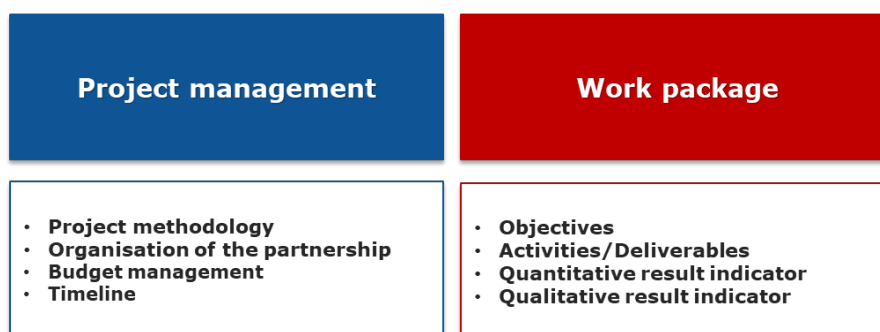 Project management
Work package
• Project methodology
• Organisation of the partnership
• Budget management
• Timeline
• Objectives
• Activities/Deliverables
• Quantitative result indicator
• Qualitative result indicator